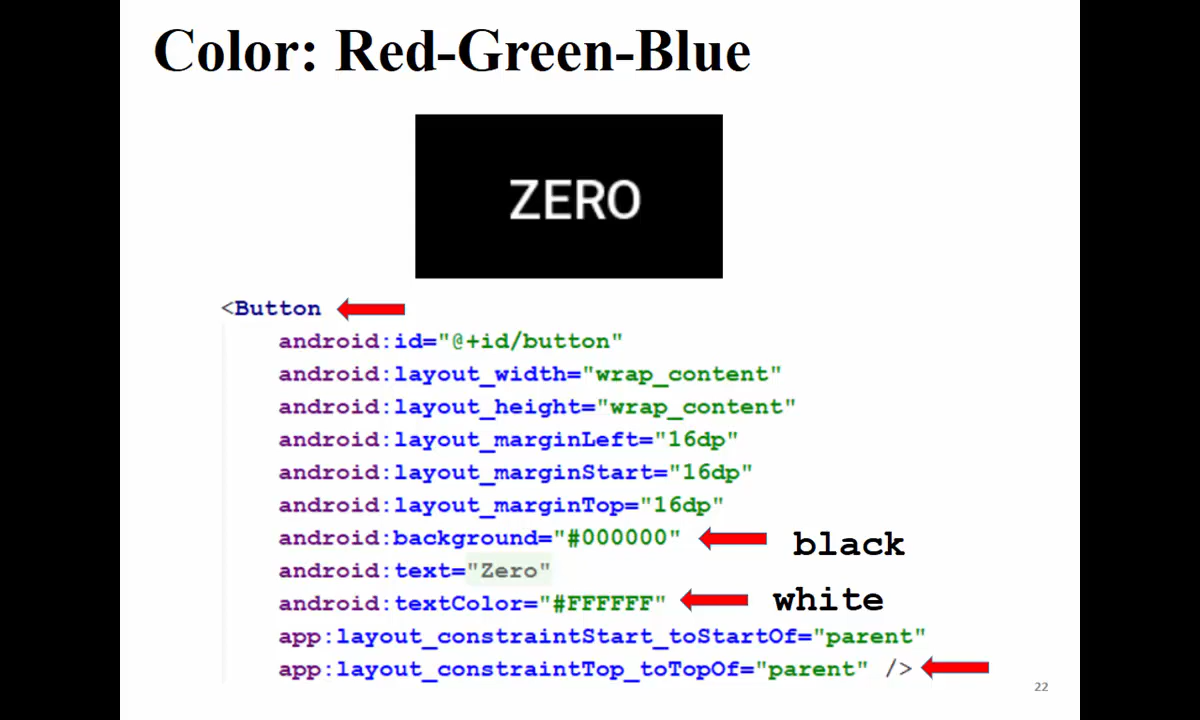 Color: Red-Green-Blue
ZERO
<Button
android:id="@+id/button"
android:layout_width="wrap_content"
android:layout_height="wrap_content"
android:layout_marginLeft="16dp"
android:layout_marginStart="16dp"
android:layout_marginTop="16dp"
android:background="#000000" black
android:text="Zero"
android:textColor="#FFFFFF" white
app:layout_constraintStart_toStartOf="parent"
app:layout_constraintTop_toTopOf="parent" />
22